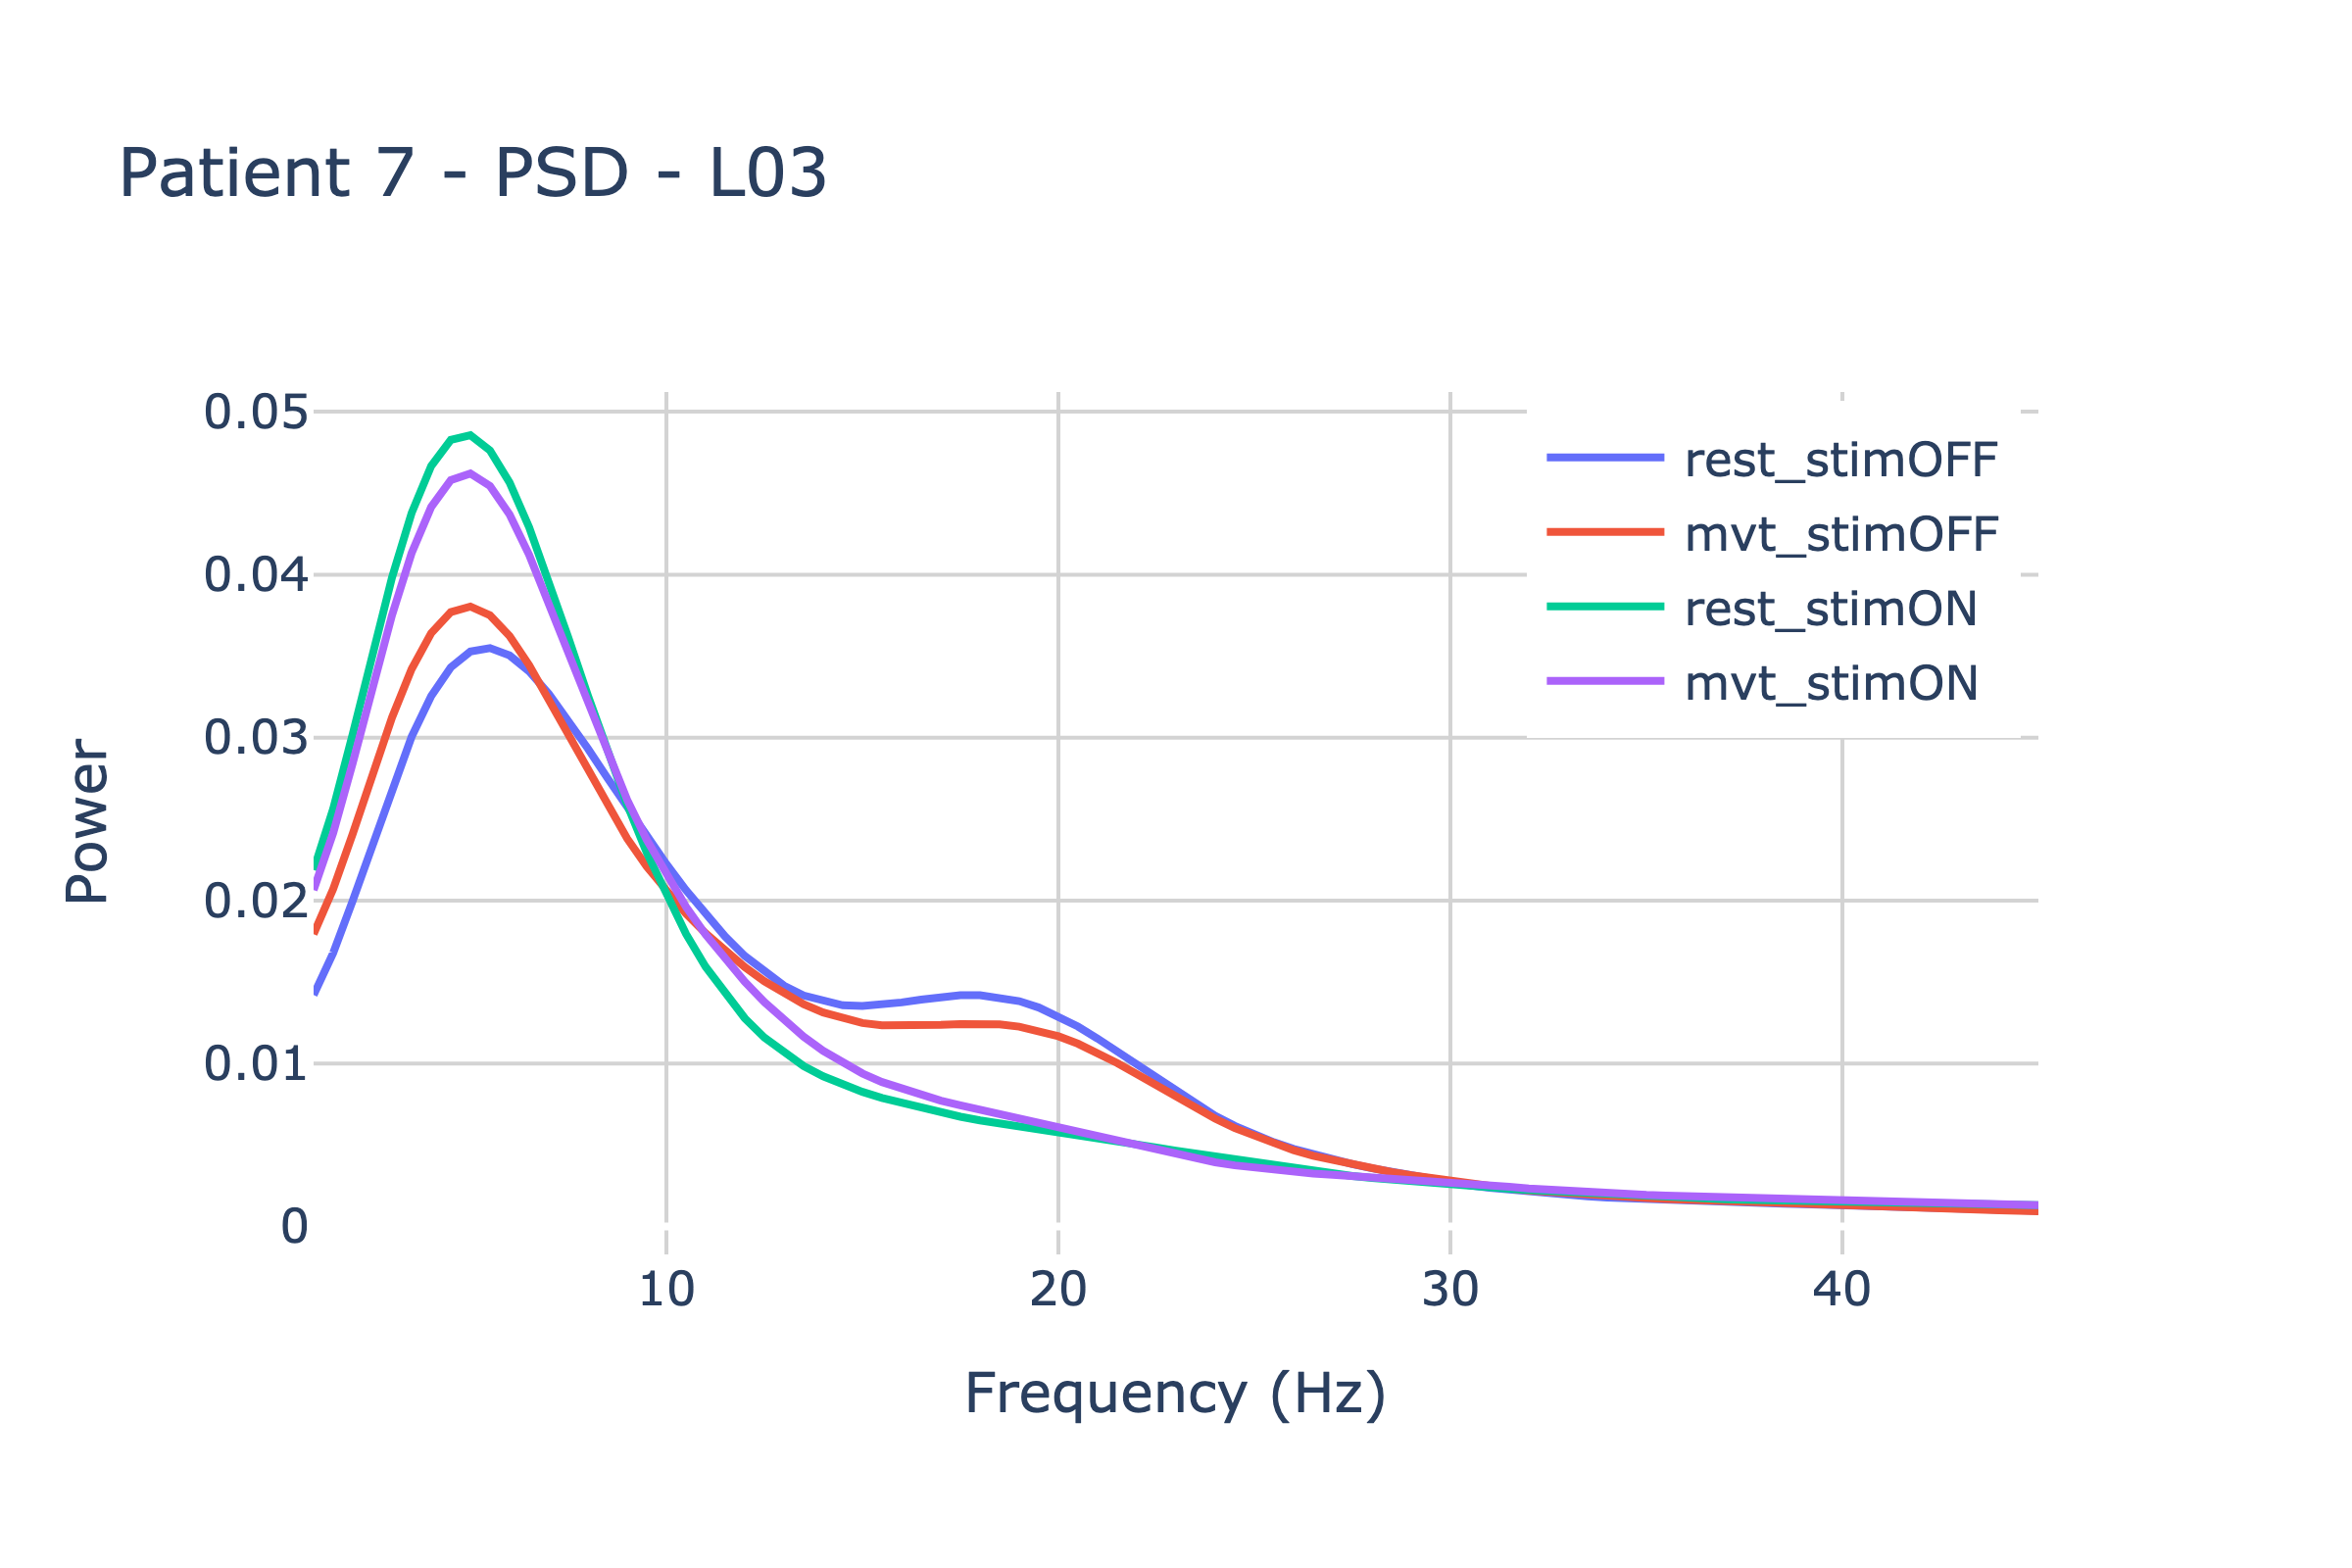 Patient 7 - PSD - L03
0.05
0.04
0.03
0.02
0.01
0
Power
rest_stimOFF
mvt_stimOFF
rest_stimON
mvt_stimON
10 20 30 40
Frequency (Hz)